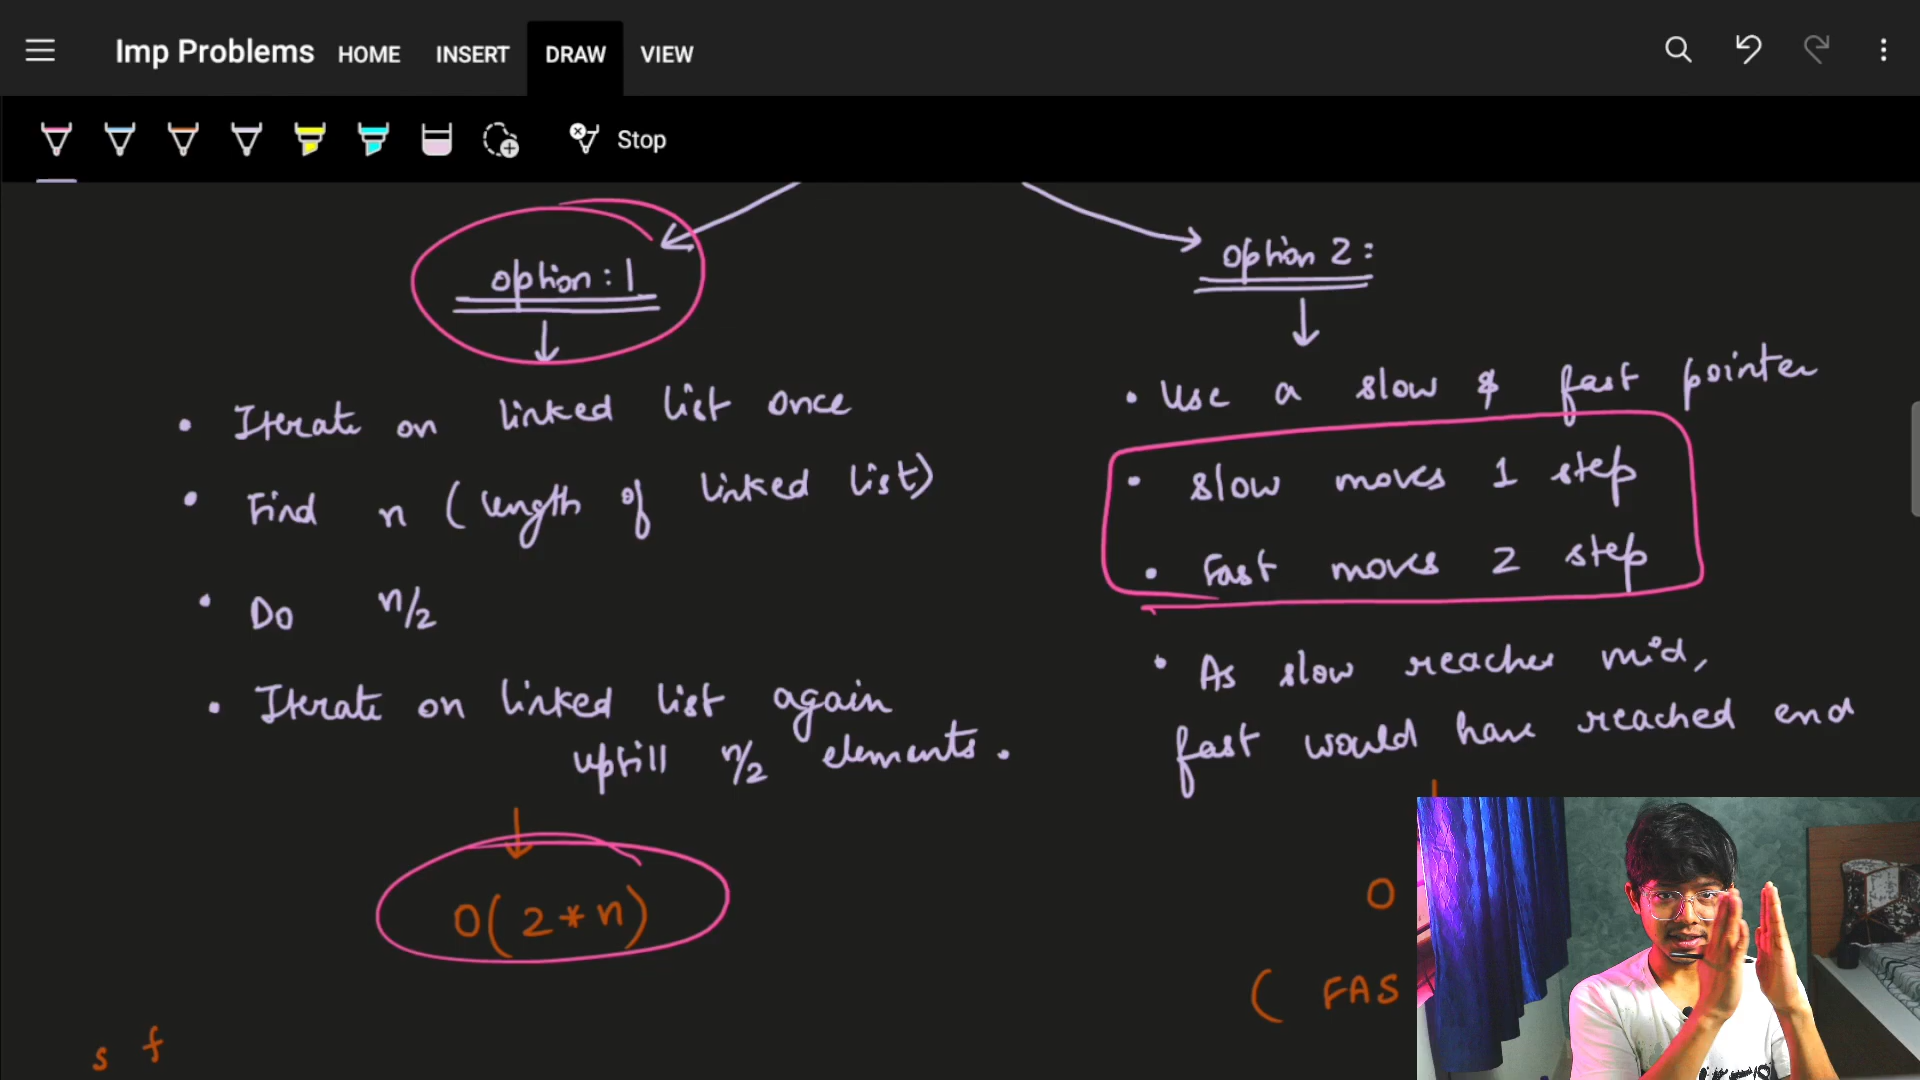 Imp Problems HOME INSERT DRAW VIEW
Stop
option : 1
• Iterate on linked list once
• Find n (length of linked list)
• Do n/2
• Iterate on linked list again
uptill n/2 elements.
O(2*n)
s f
option 2:
• Use a slow & fast pointer
• slow moves 1 step
• Fast moves 2 step
• As slow reaches mid,
fast would have reached end
O
( FAS